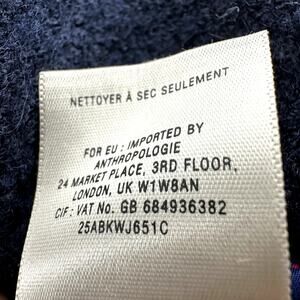 NETTOYER À SEC SEULEMENT
FOR EU : IMPORTED BY
ANTHROPOLOGIE
24 MARKET PLACE, 3RD FLOOR,
LONDON, UK W1W8AN
CIF : VAT No. GB 684936382
25ABKWJ651C